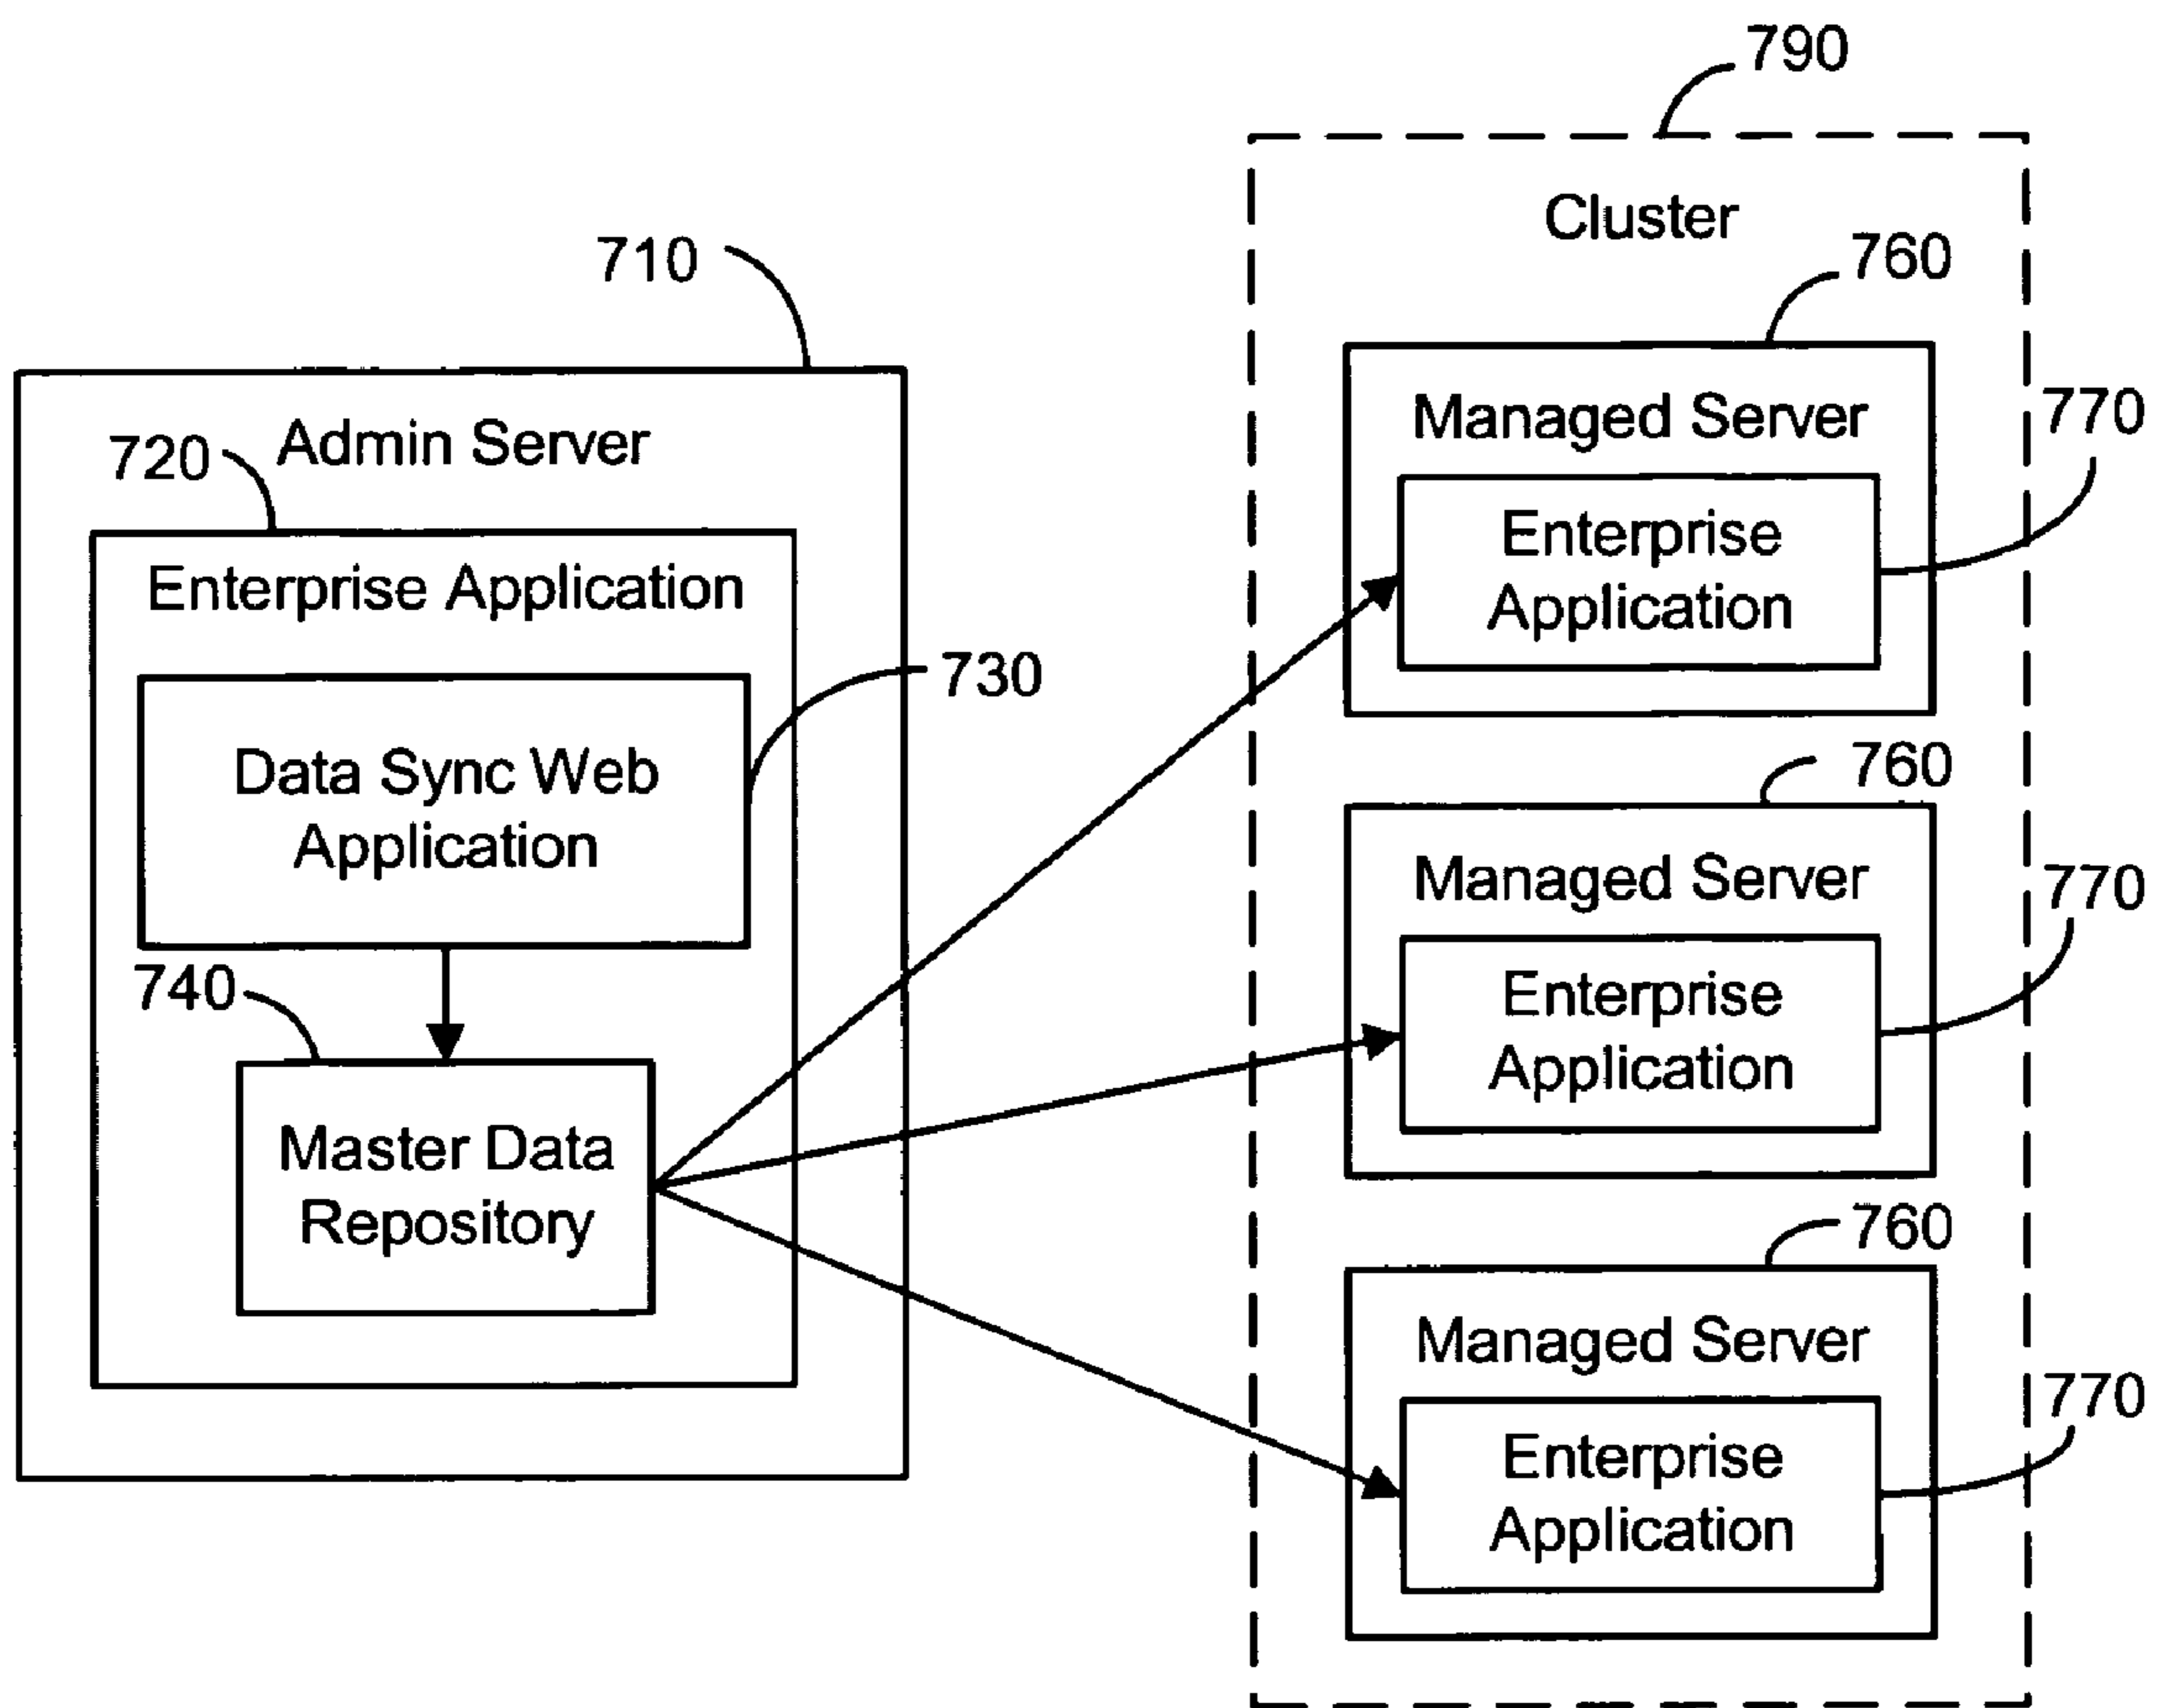 790
Cluster
710
760
Managed Server
770
Enterprise
Application
Admin Server
720
Enterprise Application
730
Data Sync Web
Application
740
Master Data
Repository
760
Managed Server
770
Enterprise
Application
760
Managed Server
770
Enterprise
Application